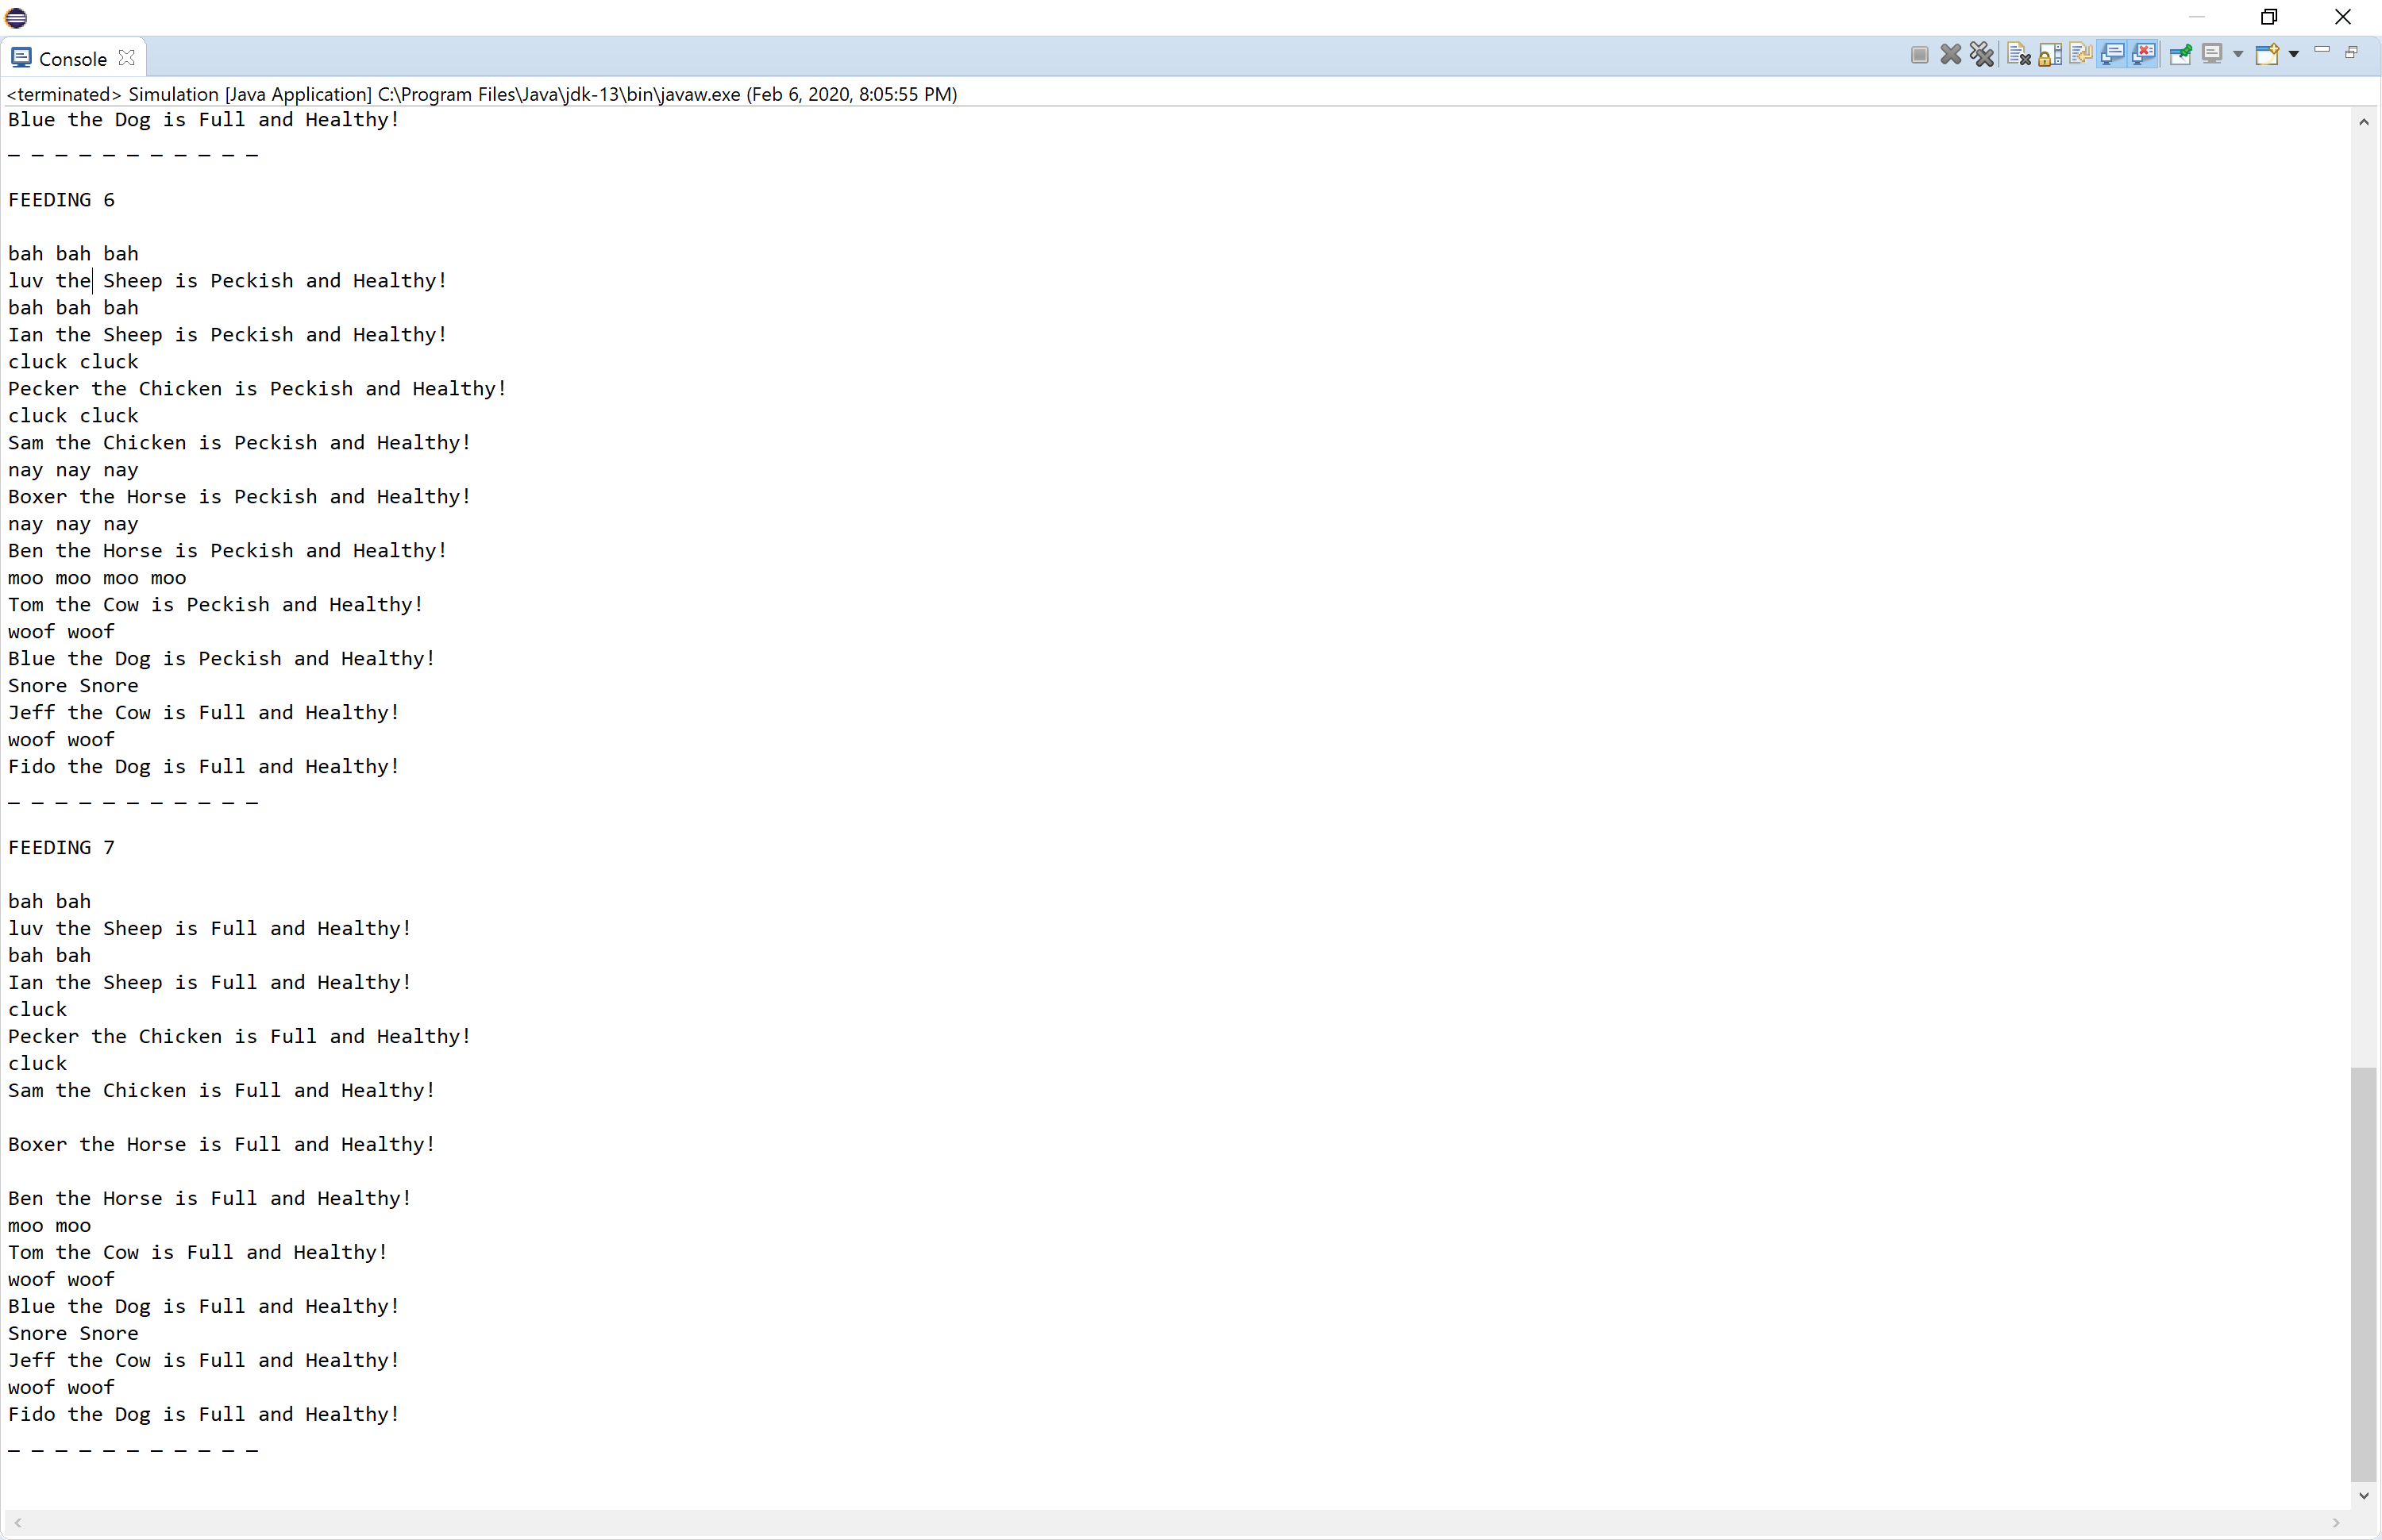 Console
<terminated> Simulation [Java Application] C:\Program Files\Java\jdk-13\bin\javaw.exe (Feb 6, 2020, 8:05:55 PM)
Blue the Dog is Full and Healthy!
_ _ _ _ _ _ _ _ _ _ _
FEEDING 6
bah bah bah
luv the Sheep is Peckish and Healthy!
bah bah bah
Ian the Sheep is Peckish and Healthy!
cluck cluck
Pecker the Chicken is Peckish and Healthy!
cluck cluck
Sam the Chicken is Peckish and Healthy!
nay nay nay
Boxer the Horse is Peckish and Healthy!
nay nay nay
Ben the Horse is Peckish and Healthy!
moo moo moo moo
Tom the Cow is Peckish and Healthy!
woof woof
Blue the Dog is Peckish and Healthy!
Snore Snore
Jeff the Cow is Full and Healthy!
woof woof
Fido the Dog is Full and Healthy!
_ _ _ _ _ _ _ _ _ _ _
FEEDING 7
bah bah
luv the Sheep is Full and Healthy!
bah bah
Ian the Sheep is Full and Healthy!
cluck
Pecker the Chicken is Full and Healthy!
cluck
Sam the Chicken is Full and Healthy!
Boxer the Horse is Full and Healthy!
Ben the Horse is Full and Healthy!
moo moo
Tom the Cow is Full and Healthy!
woof woof
Blue the Dog is Full and Healthy!
Snore Snore
Jeff the Cow is Full and Healthy!
woof woof
Fido the Dog is Full and Healthy!
_ _ _ _ _ _ _ _ _ _ _